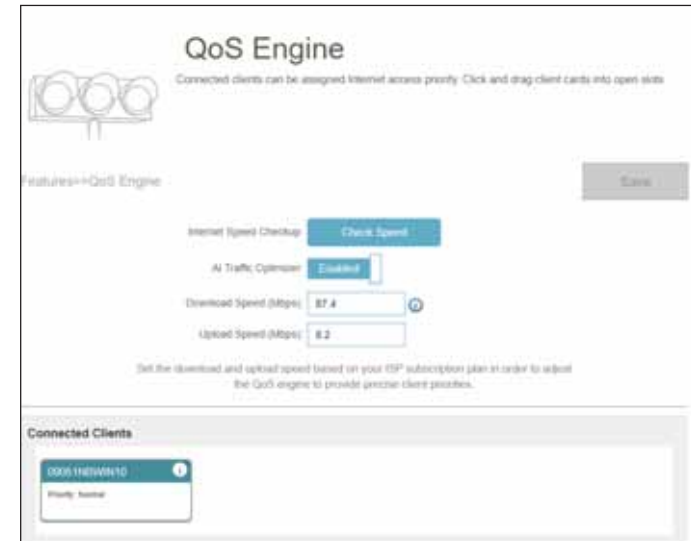 QoS Engine
Connected clients can be assigned Internet access priority. Click and drag client cards into open slots
Features>>QoS Engine
Save
Internet Speed Checkup:
Check Speed
AI Traffic Optimizer:
Enabled
Download Speed (Mbps):
87.4
Upload Speed (Mbps):
8.2
Set the download and upload speed based on your ISP subscription plan in order to adjust
the QoS engine to provide precise client priorities.
Connected Clients
Priority: Normal